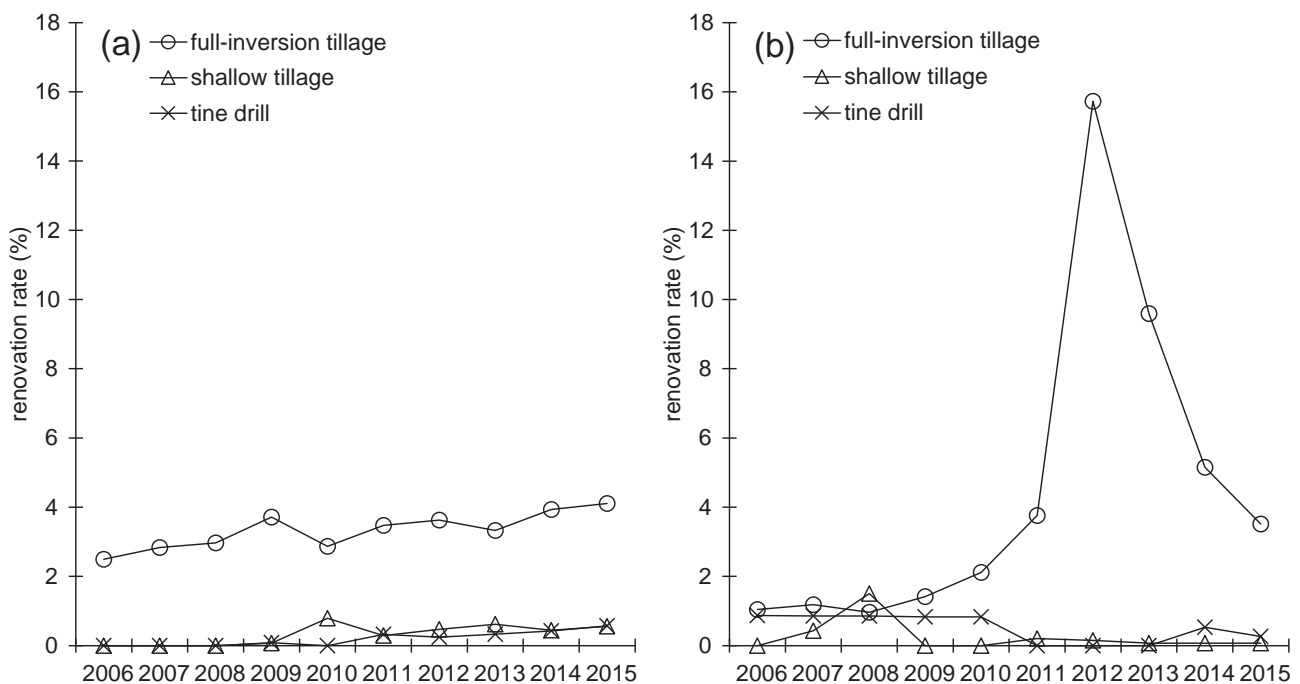 (a)
full-inversion tillage
shallow tillage
tine drill
renovation rate (%)
18
16
14
12
10
8
6
4
2
0
2006 2007 2008 2009 2010 2011 2012 2013 2014 2015
(b)
full-inversion tillage
shallow tillage
tine drill
renovation rate (%)
18
16
14
12
10
8
6
4
2
0
2006 2007 2008 2009 2010 2011 2012 2013 2014 2015